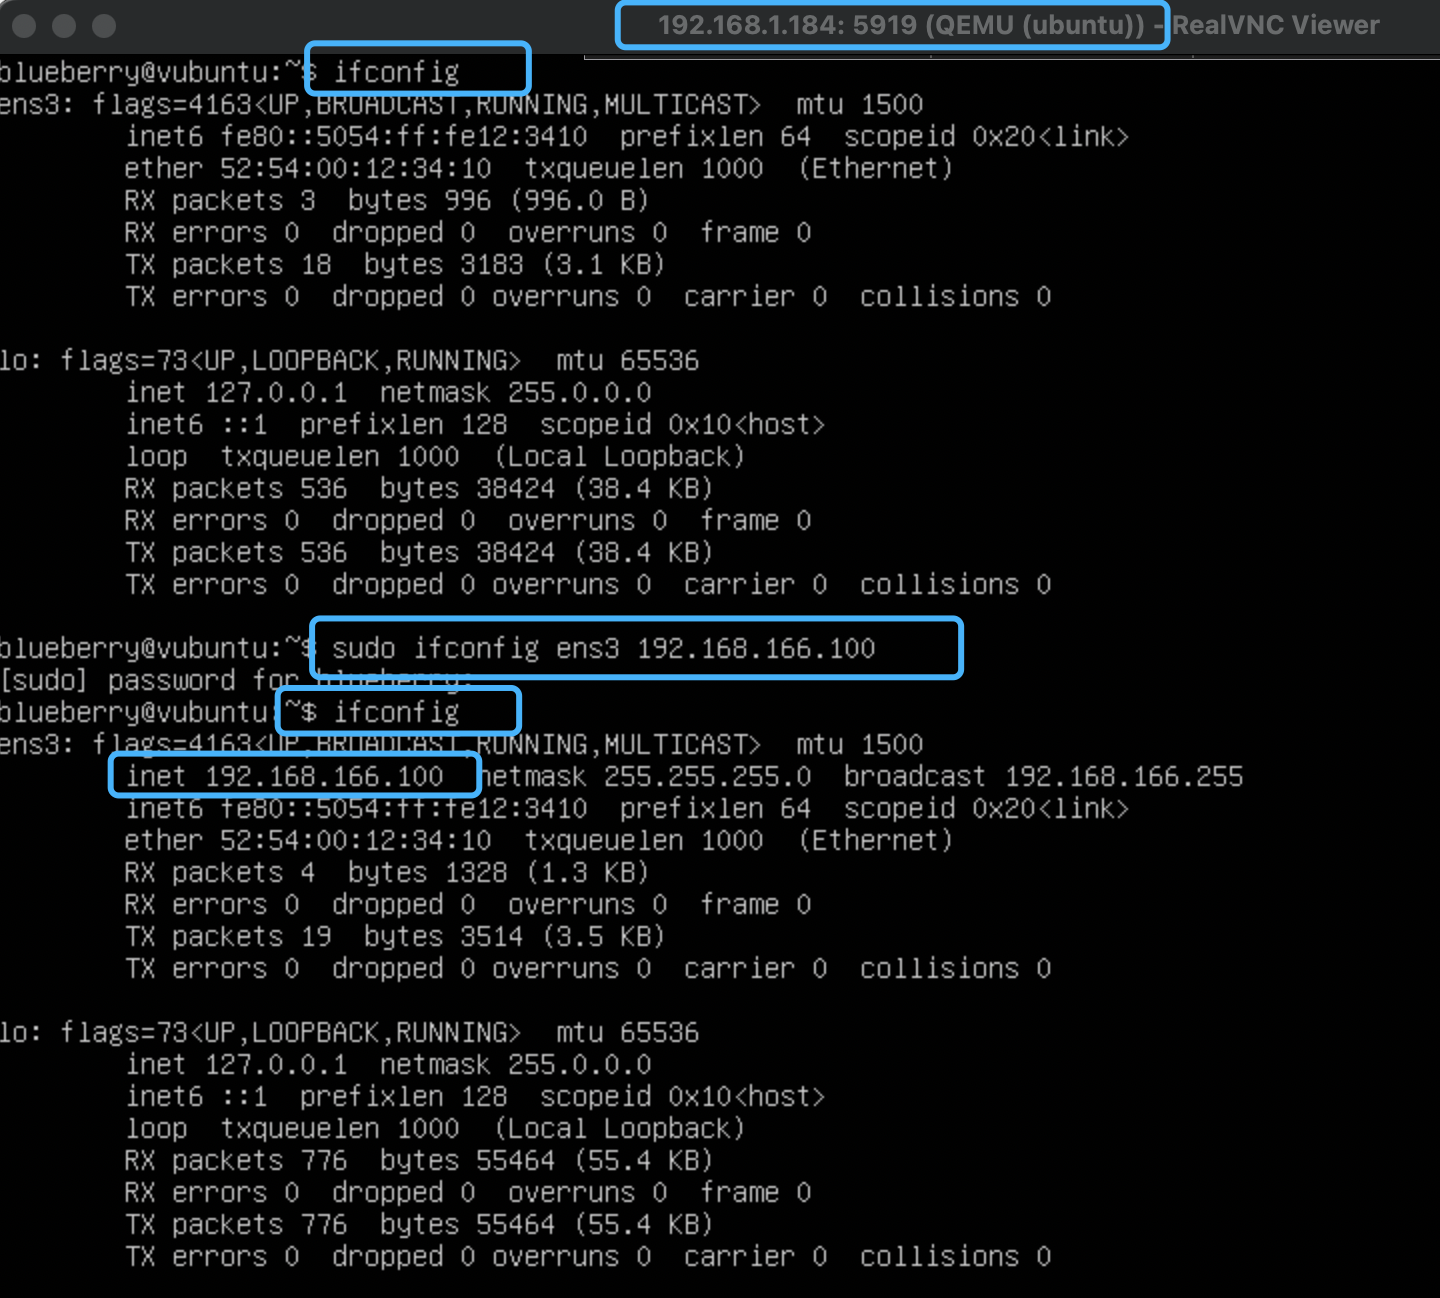 192.168.1.184: 5919 (QEMU (ubuntu)) - RealVNC Viewer
blueberry@vubuntu:~$ ifconfig
ens3: flags=4163<UP,BROADCAST,RUNNING,MULTICAST>  mtu 1500
inet6 fe80::5054:ff:fe12:3410  prefixlen 64  scopeid 0x20<link>
ether 52:54:00:12:34:10  txqueuelen 1000  (Ethernet)
RX packets 3  bytes 996 (996.0 B)
RX errors 0  dropped 0  overruns 0  frame 0
TX packets 18  bytes 3183 (3.1 KB)
TX errors 0  dropped 0 overruns 0  carrier 0  collisions 0
lo: flags=73<UP,LOOPBACK,RUNNING>  mtu 65536
inet 127.0.0.1  netmask 255.0.0.0
inet6 ::1  prefixlen 128  scopeid 0x10<host>
loop  txqueuelen 1000  (Local Loopback)
RX packets 536  bytes 38424 (38.4 KB)
RX errors 0  dropped 0  overruns 0  frame 0
TX packets 536  bytes 38424 (38.4 KB)
TX errors 0  dropped 0 overruns 0  carrier 0  collisions 0
blueberry@vubuntu:~$ sudo ifconfig ens3 192.168.166.100
[sudo] password for blueberry:
blueberry@vubuntu:~$ ifconfig
ens3: flags=4163<UP,BROADCAST,RUNNING,MULTICAST>  mtu 1500
inet 192.168.166.100  netmask 255.255.255.0  broadcast 192.168.166.255
inet6 fe80::5054:ff:fe12:3410  prefixlen 64  scopeid 0x20<link>
ether 52:54:00:12:34:10  txqueuelen 1000  (Ethernet)
RX packets 4  bytes 1328 (1.3 KB)
RX errors 0  dropped 0  overruns 0  frame 0
TX packets 19  bytes 3514 (3.5 KB)
TX errors 0  dropped 0 overruns 0  carrier 0  collisions 0
lo: flags=73<UP,LOOPBACK,RUNNING>  mtu 65536
inet 127.0.0.1  netmask 255.0.0.0
inet6 ::1  prefixlen 128  scopeid 0x10<host>
loop  txqueuelen 1000  (Local Loopback)
RX packets 776  bytes 55464 (55.4 KB)
RX errors 0  dropped 0  overruns 0  frame 0
TX packets 776  bytes 55464 (55.4 KB)
TX errors 0  dropped 0 overruns 0  carrier 0  collisions 0